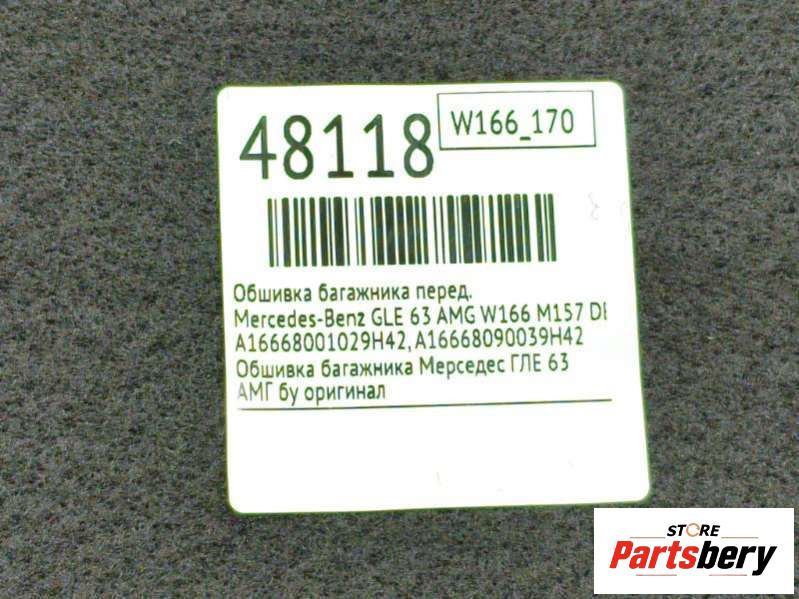 48118
W166_170
Обшивка багажника перед.
Mercedes-Benz GLE 63 AMG W166 M157 DE
A16668001029H42, A16668090039H42
Обшивка багажника Мерседес ГЛЕ 63
АМГ бу оригинал
STORE
Partsbery